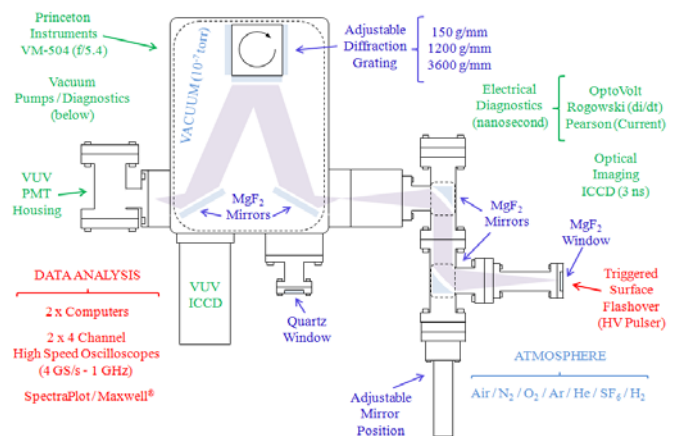 Princeton
Instruments
VM-504 (f/5.4)
Vacuum
Pumps / Diagnostics
(below)
VUV
PMT
Housing
VACUUM (10⁻⁷ torr)
Adjustable
Diffraction
Grating
150 g/mm
1200 g/mm
3600 g/mm
Electrical
Diagnostics
(nanosecond)
OptoVolt
Rogowski (di/dt)
Pearson (Current)
Optical
Imaging
ICCD (3 ns)
MgF₂
Mirrors
MgF₂
Mirrors
MgF₂
Window
Triggered
Surface
Flashover
(HV Pulser)
VUV
ICCD
Quartz
Window
DATA ANALYSIS
2 x Computers
2 x 4 Channel
High Speed Oscilloscopes
(4 GS/s - 1 GHz)
SpectraPlot / Maxwell®
Adjustable
Mirror
Position
ATMOSPHERE
Air / N₂ / O₂ / Ar / He / SF₆ / H₂